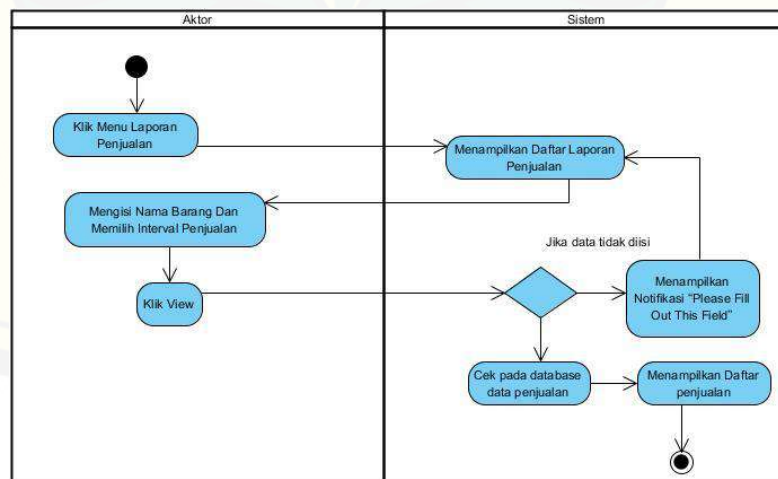 Aktor
Sistem
Klik Menu Laporan
Penjualan
Menampilkan Daftar Laporan
Penjualan
Mengisi Nama Barang Dan
Memilih Interval Penjualan
Jika data tidak diisi
Klik View
Menampilkan
Notifikasi "Please Fill
Out This Field"
Cek pada database
data penjualan
Menampilkan Daftar
penjualan